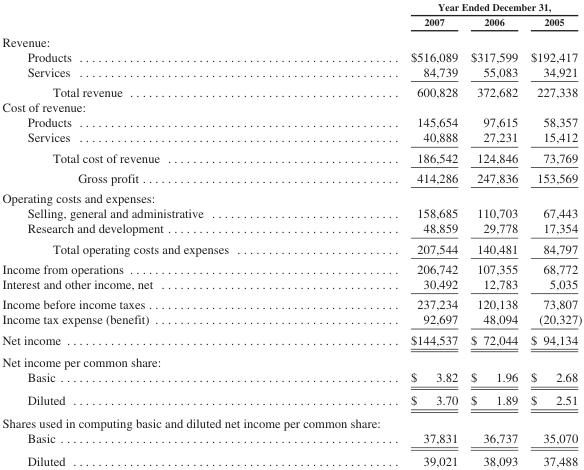 Year Ended December 31,
2007 2006 2005
Revenue:
Products $516,089 $317,599 $192,417
Services 84,739 55,083 34,921
Total revenue 600,828 372,682 227,338
Cost of revenue:
Products 145,654 97,615 58,357
Services 40,888 27,231 15,412
Total cost of revenue 186,542 124,846 73,769
Gross profit 414,286 247,836 153,569
Operating costs and expenses:
Selling, general and administrative 158,685 110,703 67,443
Research and development 48,859 29,778 17,354
Total operating costs and expenses 207,544 140,481 84,797
Income from operations 206,742 107,355 68,772
Interest and other income, net 30,492 12,783 5,035
Income before income taxes 237,234 120,138 73,807
Income tax expense (benefit) 92,697 48,094 (20,327)
Net income $144,537 $ 72,044 $ 94,134
Net income per common share:
Basic $ 3.82 $ 1.96 $ 2.68
Diluted $ 3.70 $ 1.89 $ 2.51
Shares used in computing basic and diluted net income per common share:
Basic 37,831 36,737 35,070
Diluted 39,021 38,093 37,488